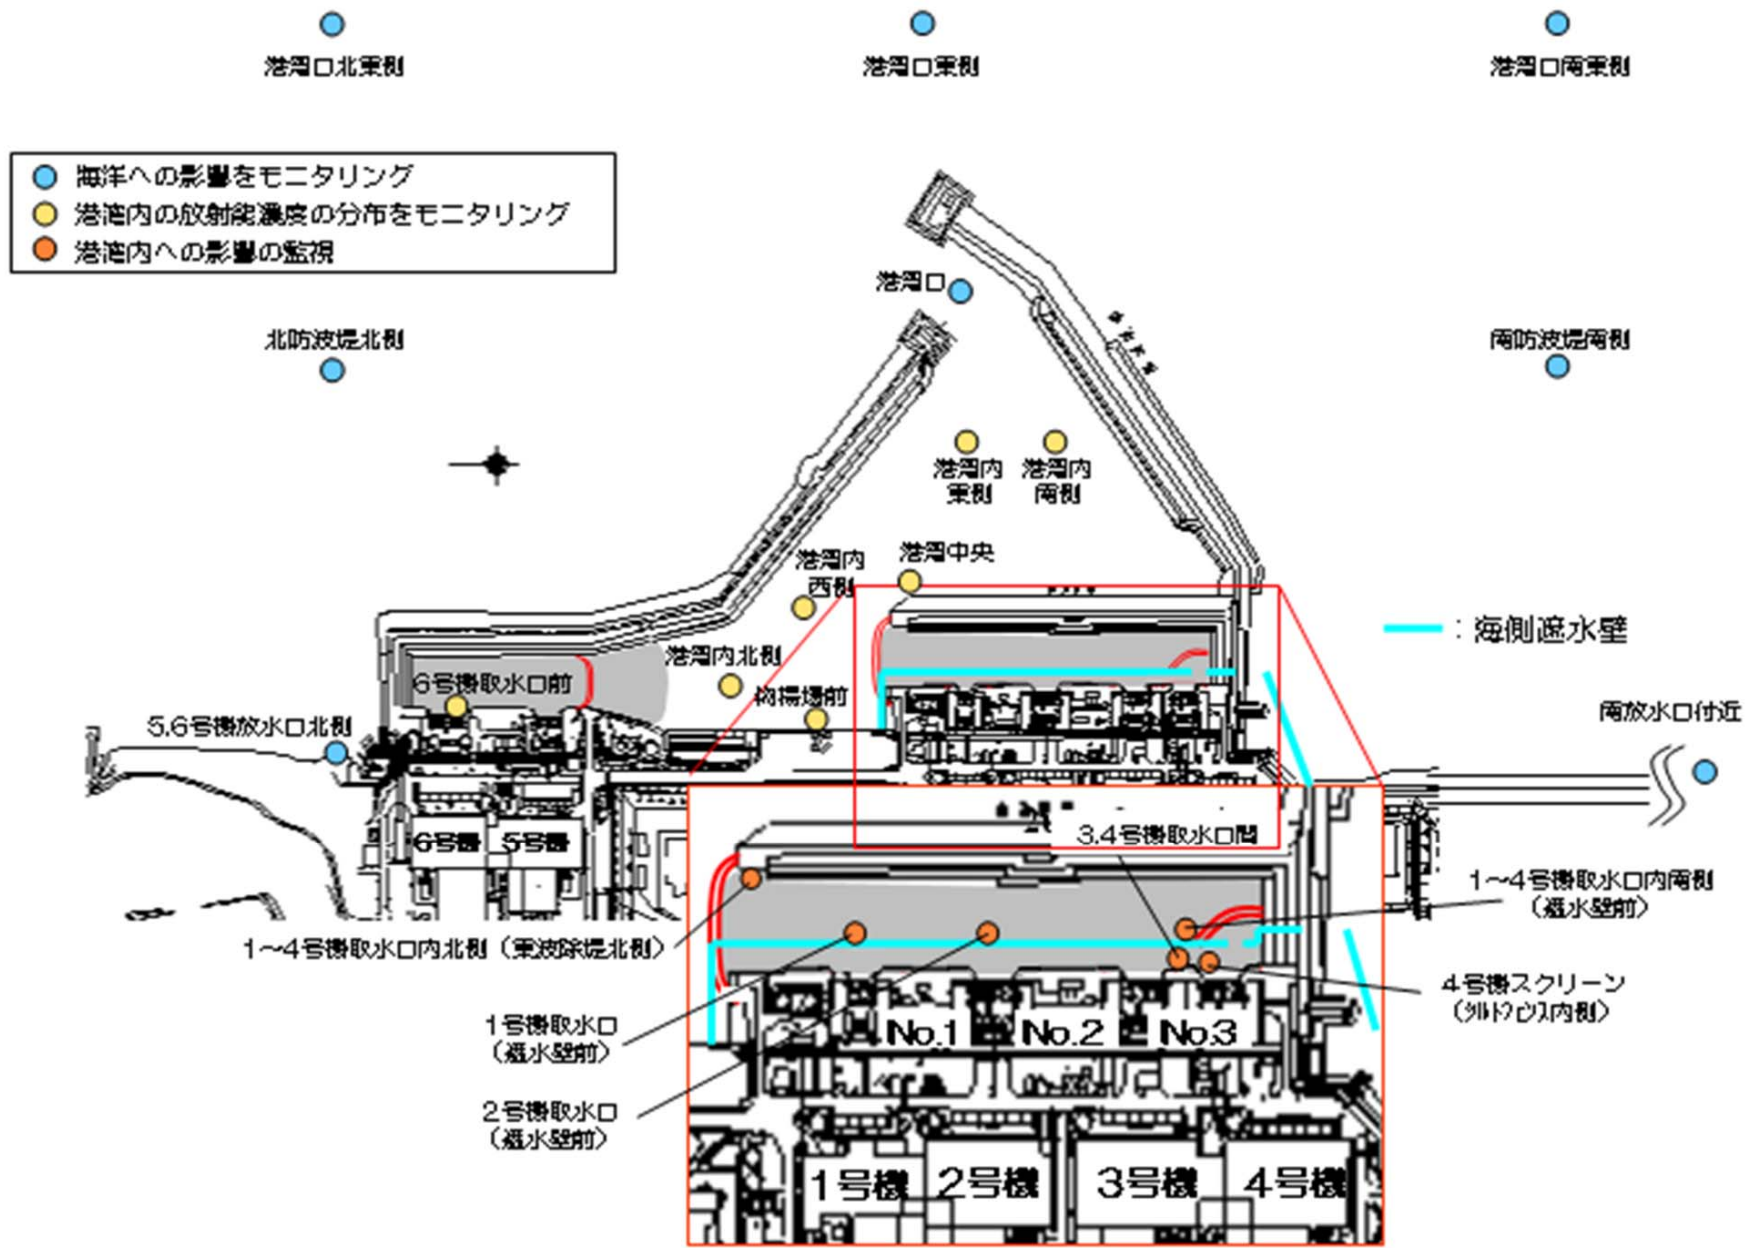 港湾口北東側
港湾口東側
港湾口南東側
海洋への影響をモニタリング
港湾内の放射能濃度の分布をモニタリング
港湾内への影響の監視
港湾口
北防波堤北側
南防波堤南側
港湾内
東側
港湾内
南側
港湾内
西側
港湾中央
:海側遮水壁
港湾内北側
6号機取水口前
物揚場前
5,6号機放水口北側
南放水口付近
6号機
5号機
3,4号機取水口間
1～4号機取水口内南側
（遮水壁前）
1～4号機取水口内北側（東波除堤北側）
4号機スクリーン
（シルトフェンス内側）
1号機取水口
（遮水壁前）
No.1
No.2
No.3
2号機取水口
（遮水壁前）
1号機
2号機
3号機
4号機